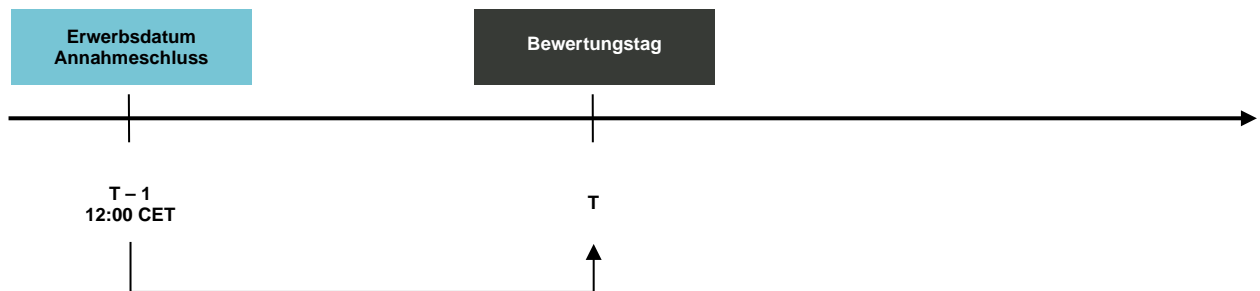 Erwerbsdatum
Annahmeschluss
Bewertungstag
T – 1
12:00 CET
T